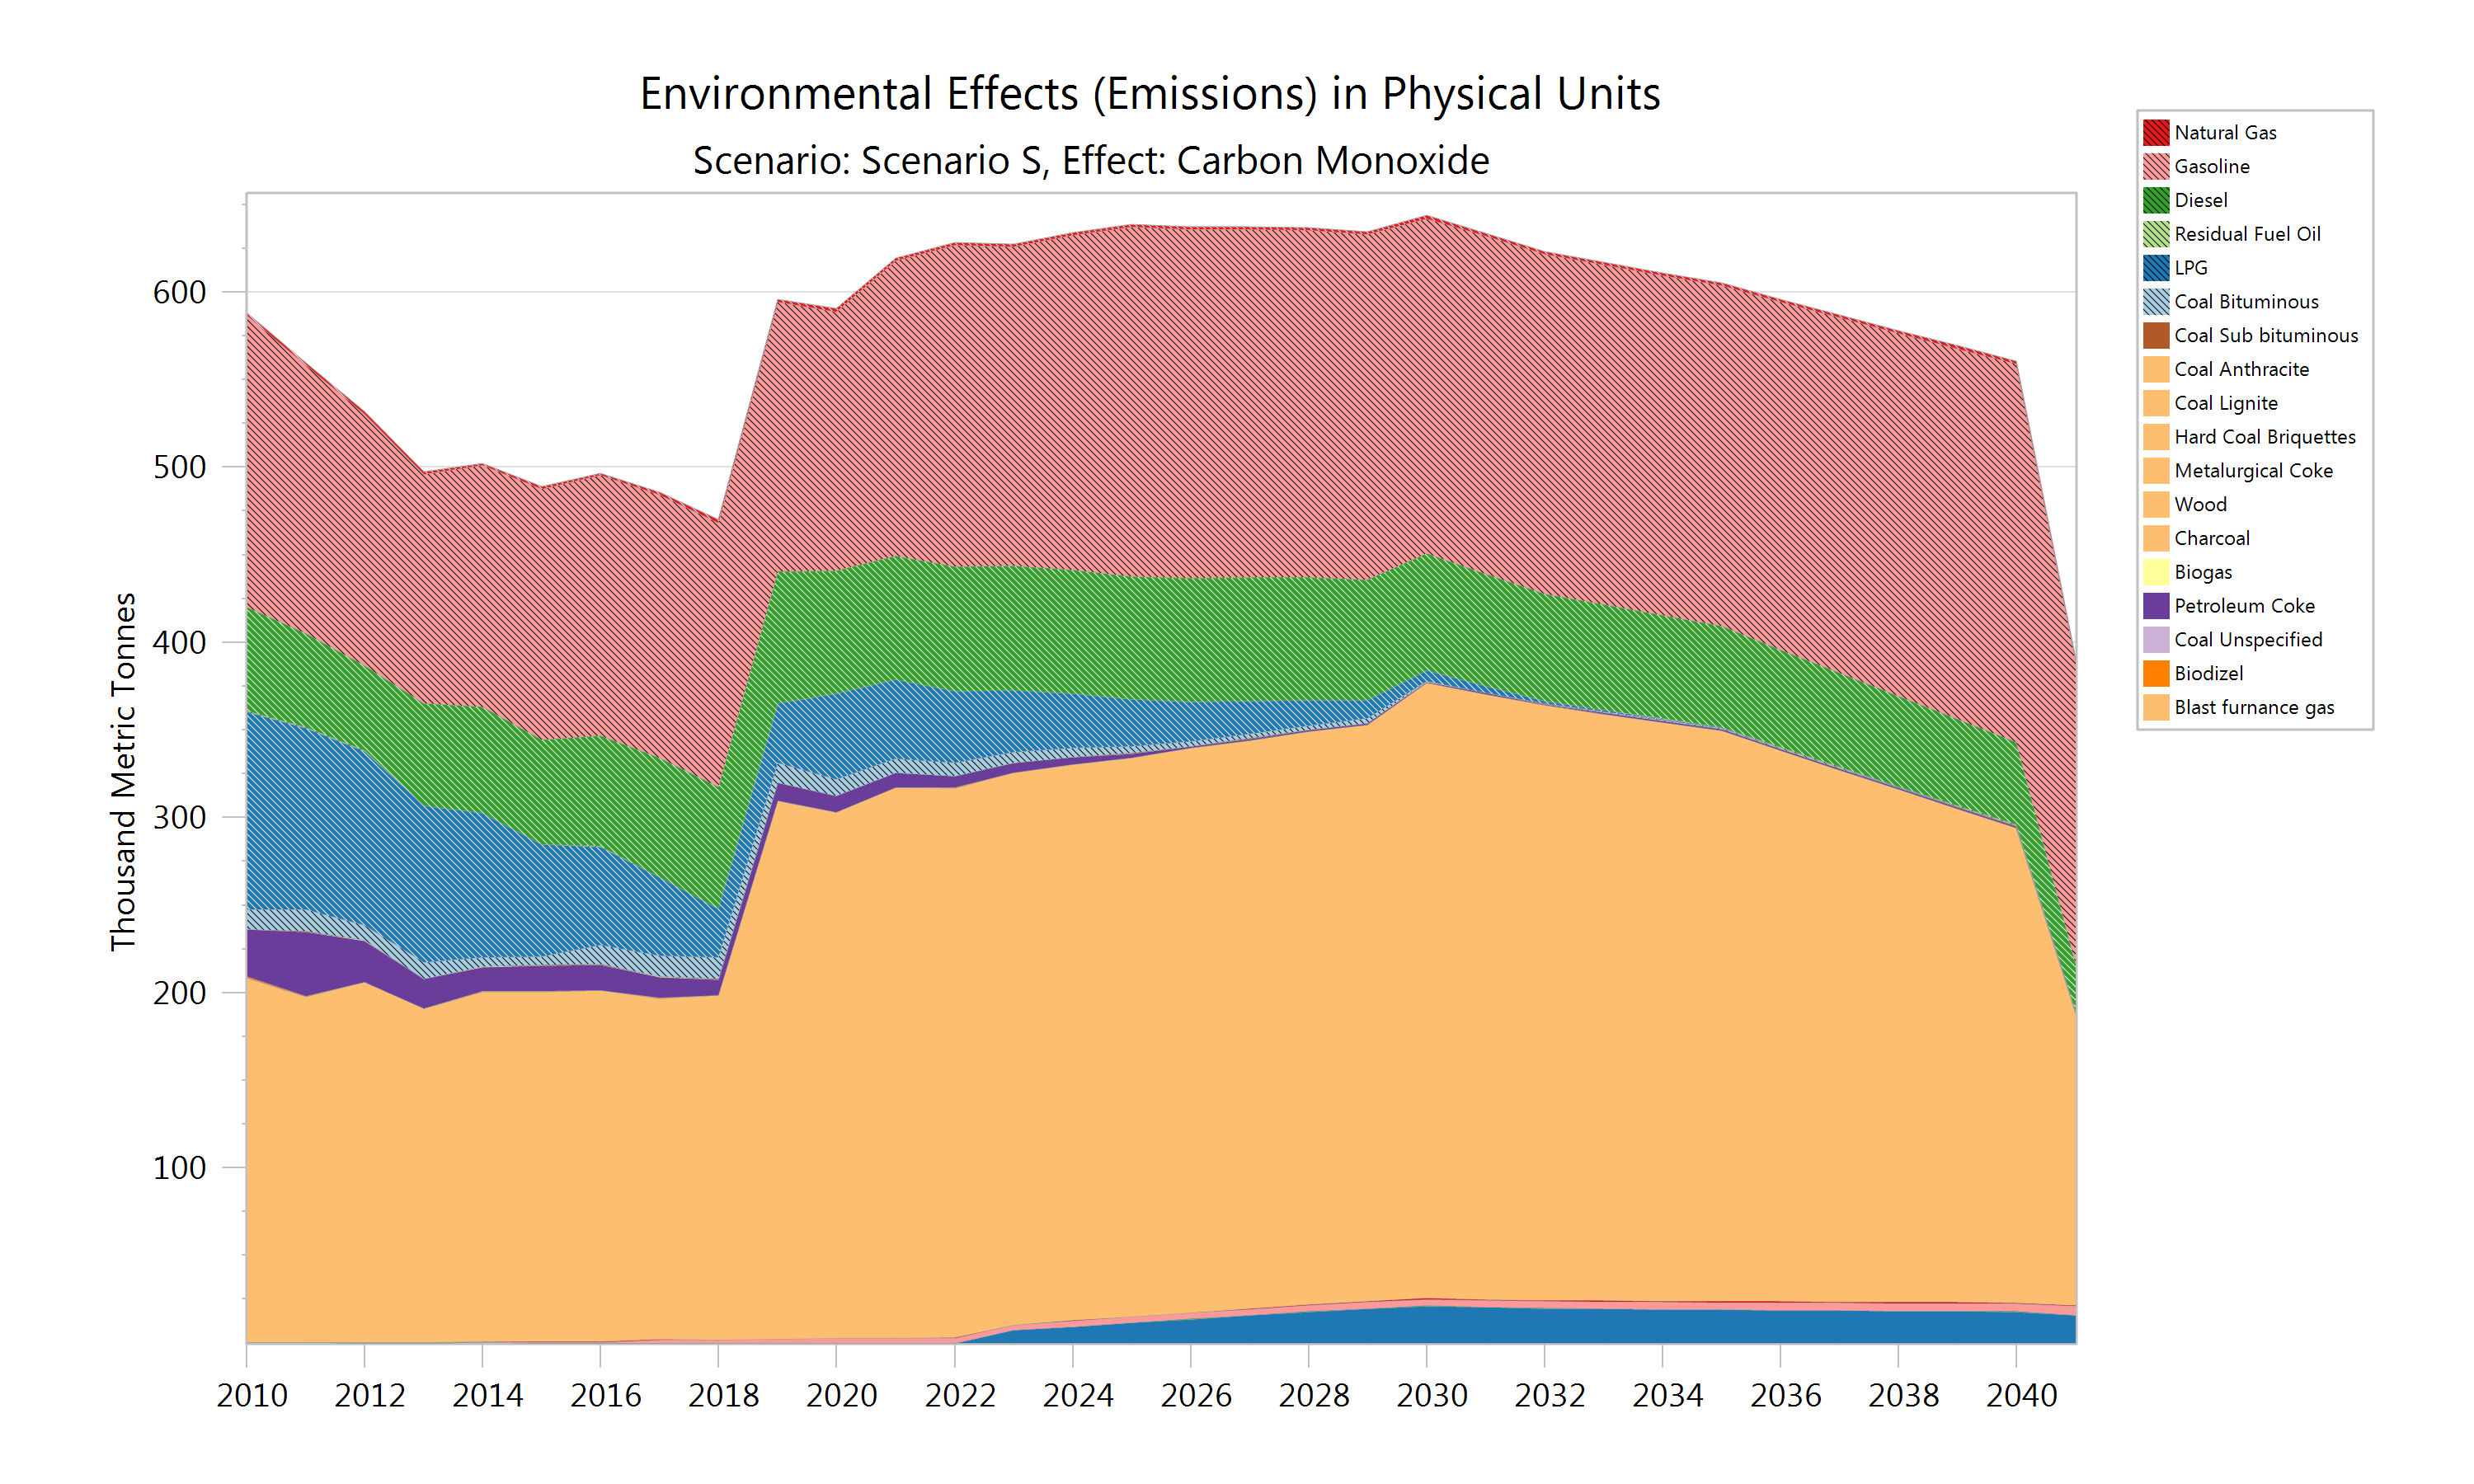 Environmental Effects (Emissions) in Physical Units
Scenario: Scenario S, Effect: Carbon Monoxide
Thousand Metric Tonnes
600
500
400
300
200
100
2010 2012 2014 2016 2018 2020 2022 2024 2026 2028 2030 2032 2034 2036 2038 2040
Natural Gas
Gasoline
Diesel
Residual Fuel Oil
LPG
Coal Bituminous
Coal Sub bituminous
Coal Anthracite
Coal Lignite
Hard Coal Briquettes
Metalurgical Coke
Wood
Charcoal
Biogas
Petroleum Coke
Coal Unspecified
Biodizel
Blast furnance gas